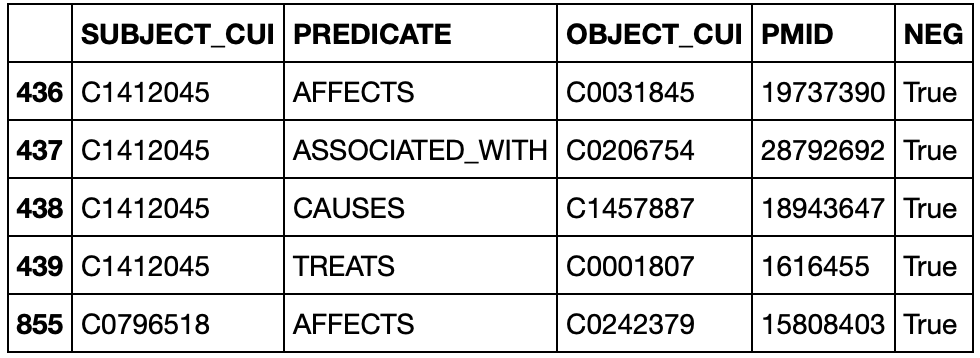 SUBJECT_CUI PREDICATE OBJECT_CUI PMID NEG
436 C1412045 AFFECTS C0031845 19737390 True
437 C1412045 ASSOCIATED_WITH C0206754 28792692 True
438 C1412045 CAUSES C1457887 18943647 True
439 C1412045 TREATS C0001807 1616455 True
855 C0796518 AFFECTS C0242379 15808403 True